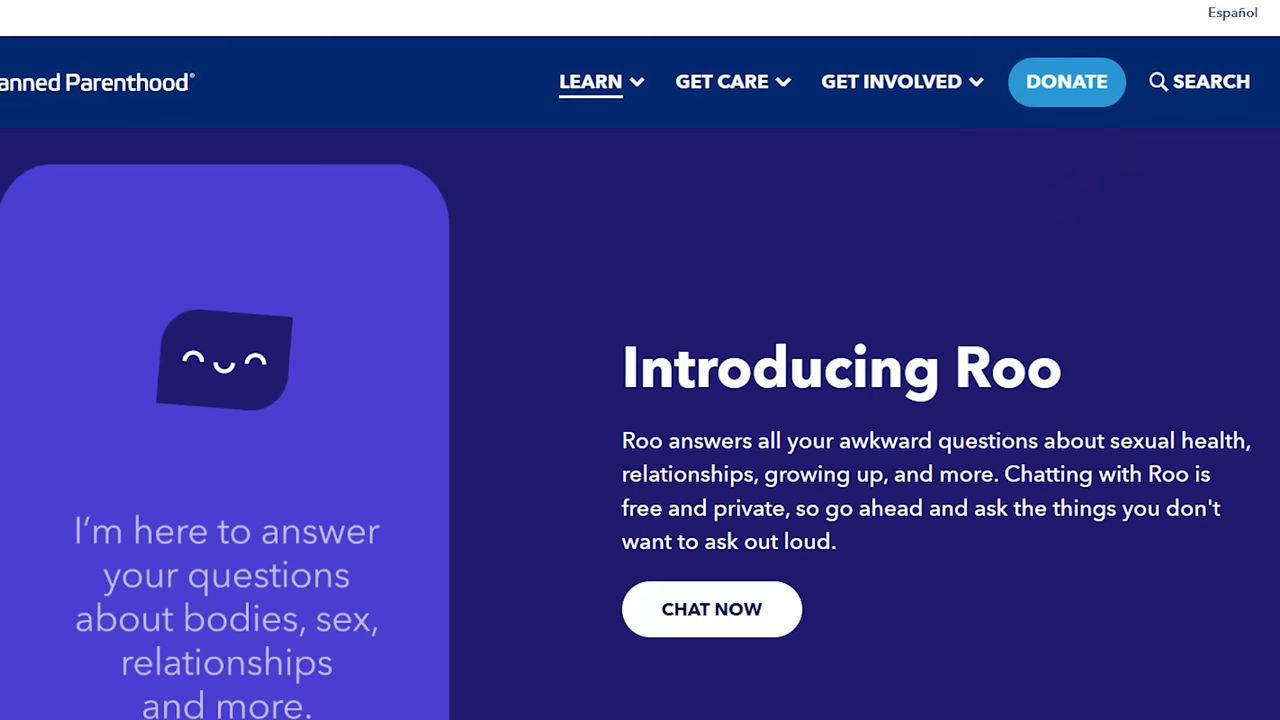 Español
anned Parenthood®
LEARN GET CARE GET INVOLVED DONATE SEARCH
Introducing Roo
Roo answers all your awkward questions about sexual health,
relationships, growing up, and more. Chatting with Roo is
free and private, so go ahead and ask the things you don't
want to ask out loud.
CHAT NOW
I’m here to answer
your questions
about bodies, sex,
relationships
and more.